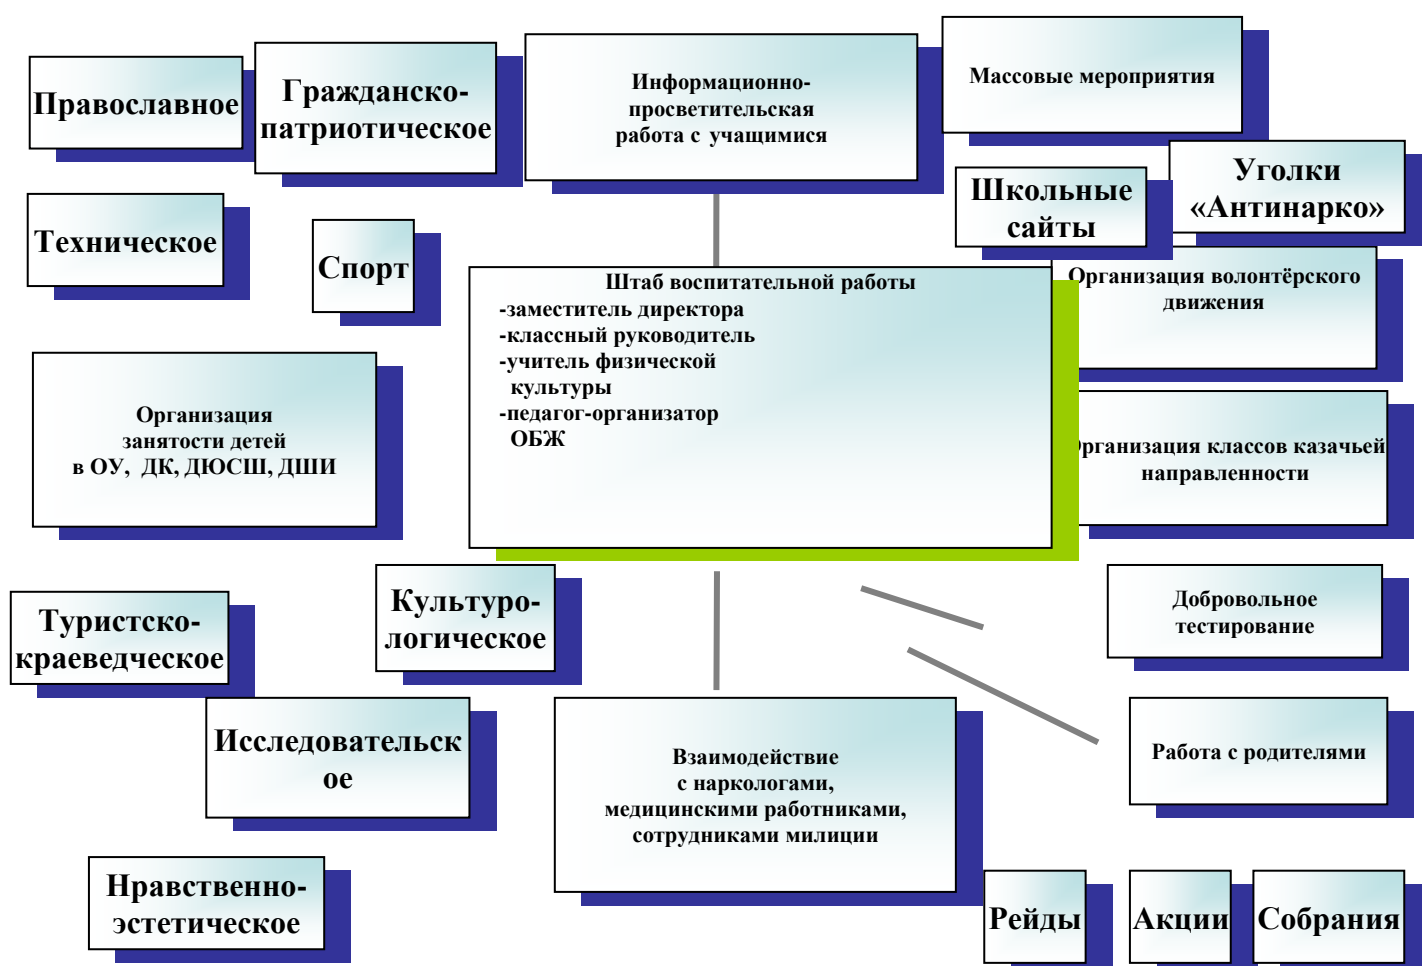 Православное
Гражданско-
патриотическое
Информационно-
просветительская
работа с учащимися
Массовые мероприятия
Школьные
сайты
Уголки
«Антинарко»
Техническое
Спорт
Штаб воспитательной работы
-заместитель директора
-классный руководитель
-учитель физической
культуры
-педагог-организатор
ОБЖ
Организация волонтёрского
движения
Организация
занятости детей
в ОУ, ДК, ДЮСШ, ДШИ
Организация классов казачьей
направленности
Туристско-
краеведческое
Культуро-
логическое
Добровольное
тестирование
Исследовательск
ое
Взаимодействие
с наркологами,
медицинскими работниками,
сотрудниками милиции
Работа с родителями
Нравственно-
эстетическое
Рейды
Акции
Собрания